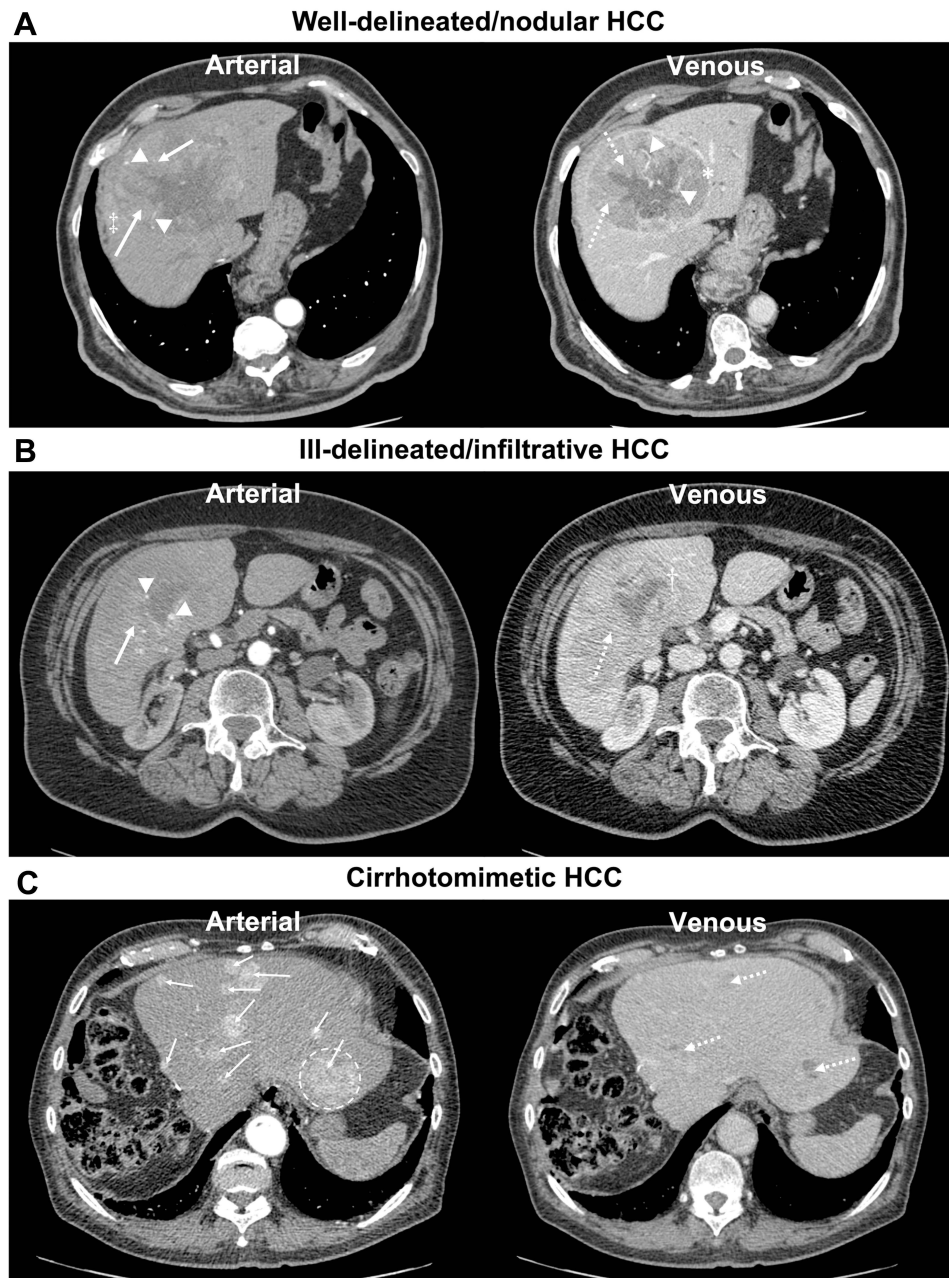 A
Well-delineated/nodular HCC
Arterial
Venous
‡
*
B
Ill-delineated/infiltrative HCC
Arterial
Venous
†
C
Cirrhotomimetic HCC
Arterial
Venous